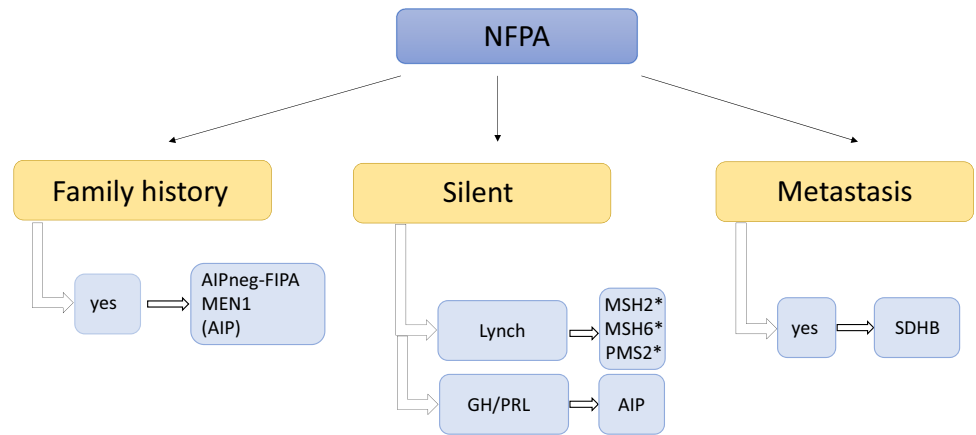 NFPA
Family history
yes
AIPneg-FIPA
MEN1
(AIP)
Silent
Lynch
MSH2*
MSH6*
PMS2*
GH/PRL
AIP
Metastasis
yes
SDHB